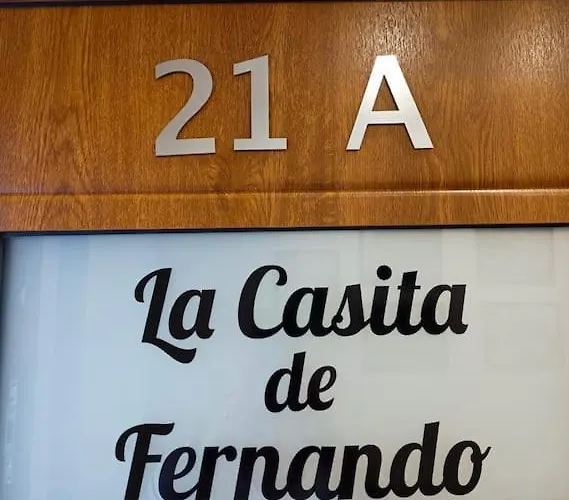 21 A
La Casita
de
Fernando